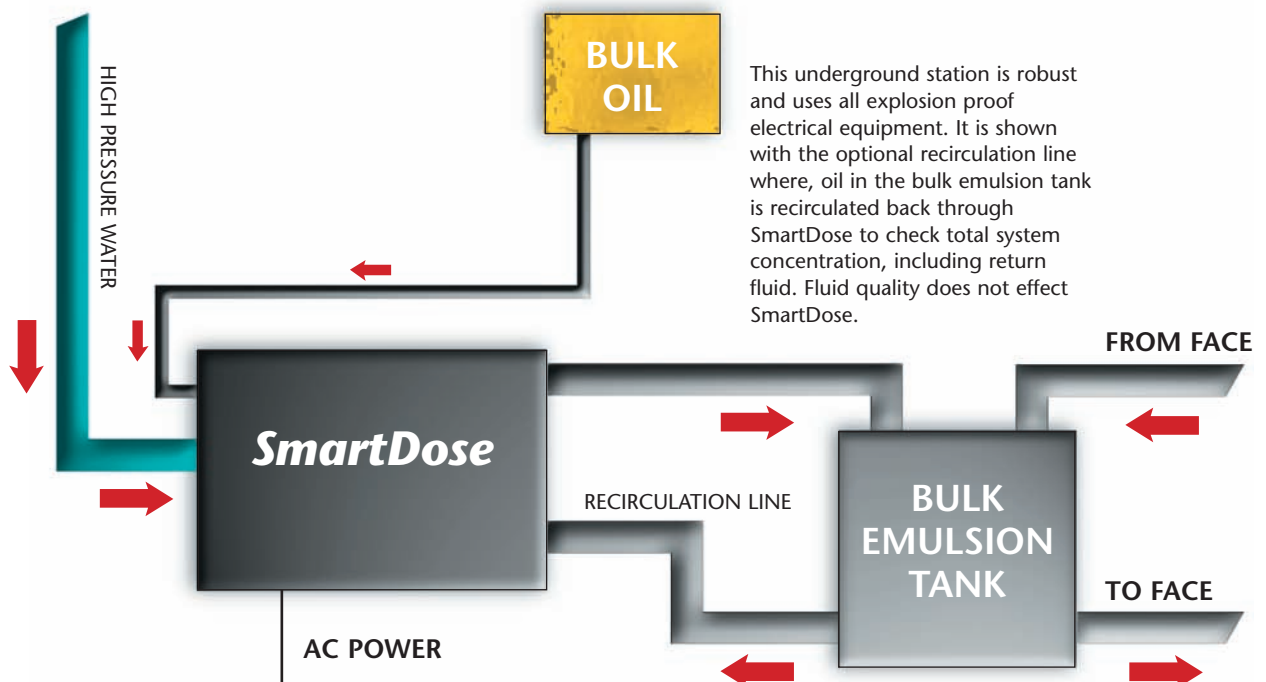 HIGH PRESSURE WATER
BULK
OIL
This underground station is robust
and uses all explosion proof
electrical equipment. It is shown
with the optional recirculation line
where, oil in the bulk emulsion tank
is recirculated back through
SmartDose to check total system
concentration, including return
fluid. Fluid quality does not effect
SmartDose.
FROM FACE
SmartDose
RECIRCULATION LINE
BULK
EMULSION
TANK
TO FACE
AC POWER